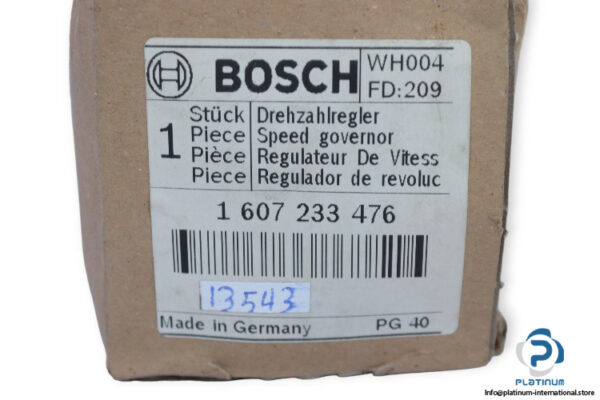 BOSCH
WH004
FD:209
1
Stück Drehzahlregler
Piece Speed governor
Pièce Regulateur De Vitess
Piece Regulador de revoluc
1 607 233 476
13543
Made in Germany PG 40
PLATINUM
Info@platinum-international.store